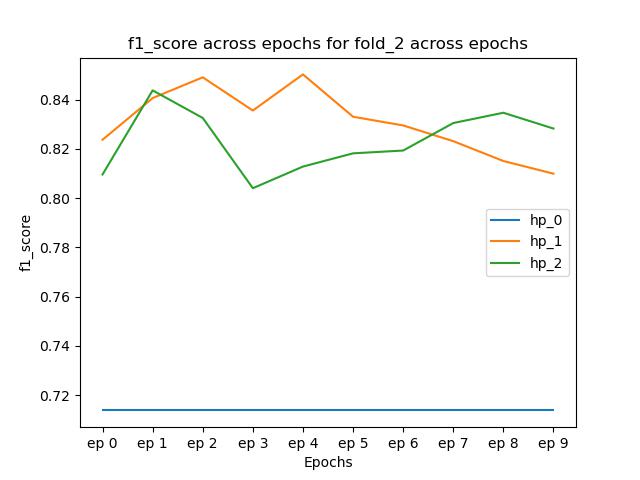 f1_score across epochs for fold_2 across epochs
f1_score
0.84
0.82
0.80
0.78
0.76
0.74
0.72
hp_0
hp_1
hp_2
ep 0 ep 1 ep 2 ep 3 ep 4 ep 5 ep 6 ep 7 ep 8 ep 9
Epochs